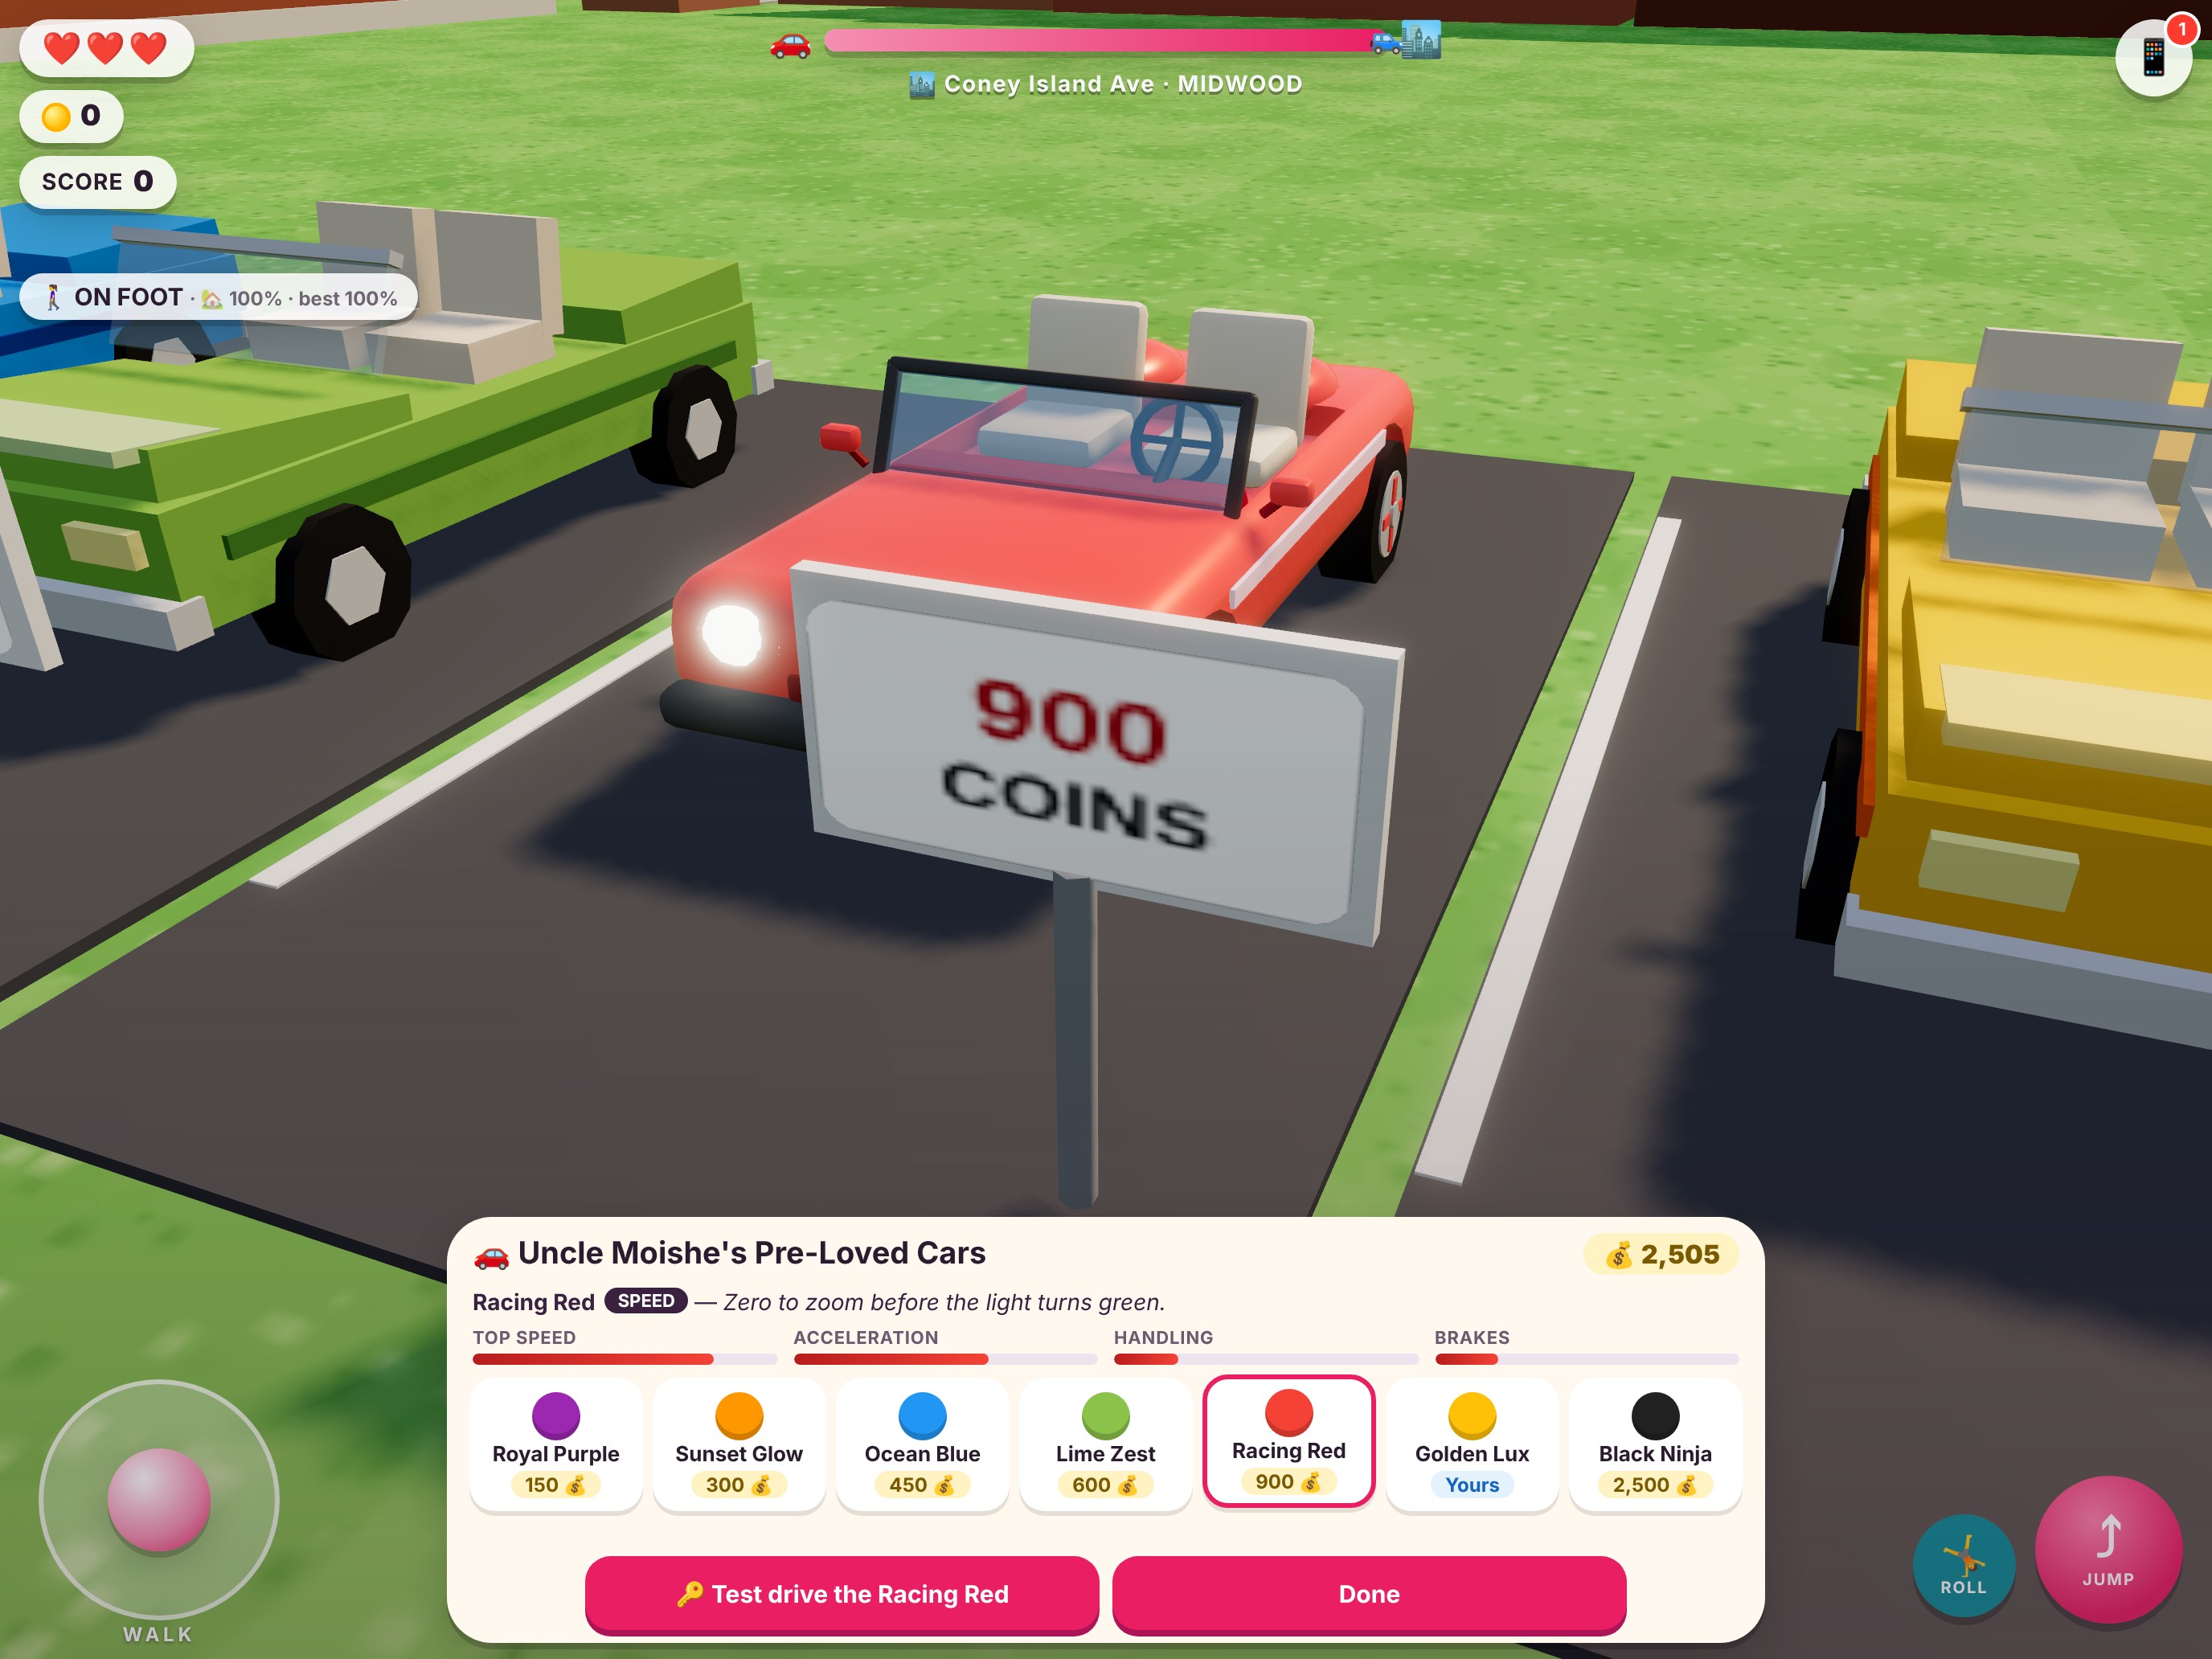 0
SCORE 0
ON FOOT · 100% · best 100%
Coney Island Ave · MIDWOOD
1
900
COINS
Uncle Moishe's Pre-Loved Cars
2,505
Racing Red SPEED — Zero to zoom before the light turns green.
TOP SPEED ACCELERATION HANDLING BRAKES
Royal Purple Sunset Glow Ocean Blue Lime Zest Racing Red Golden Lux Black Ninja
150 300 450 600 900 Yours 2,500
Test drive the Racing Red
Done
WALK
ROLL
JUMP